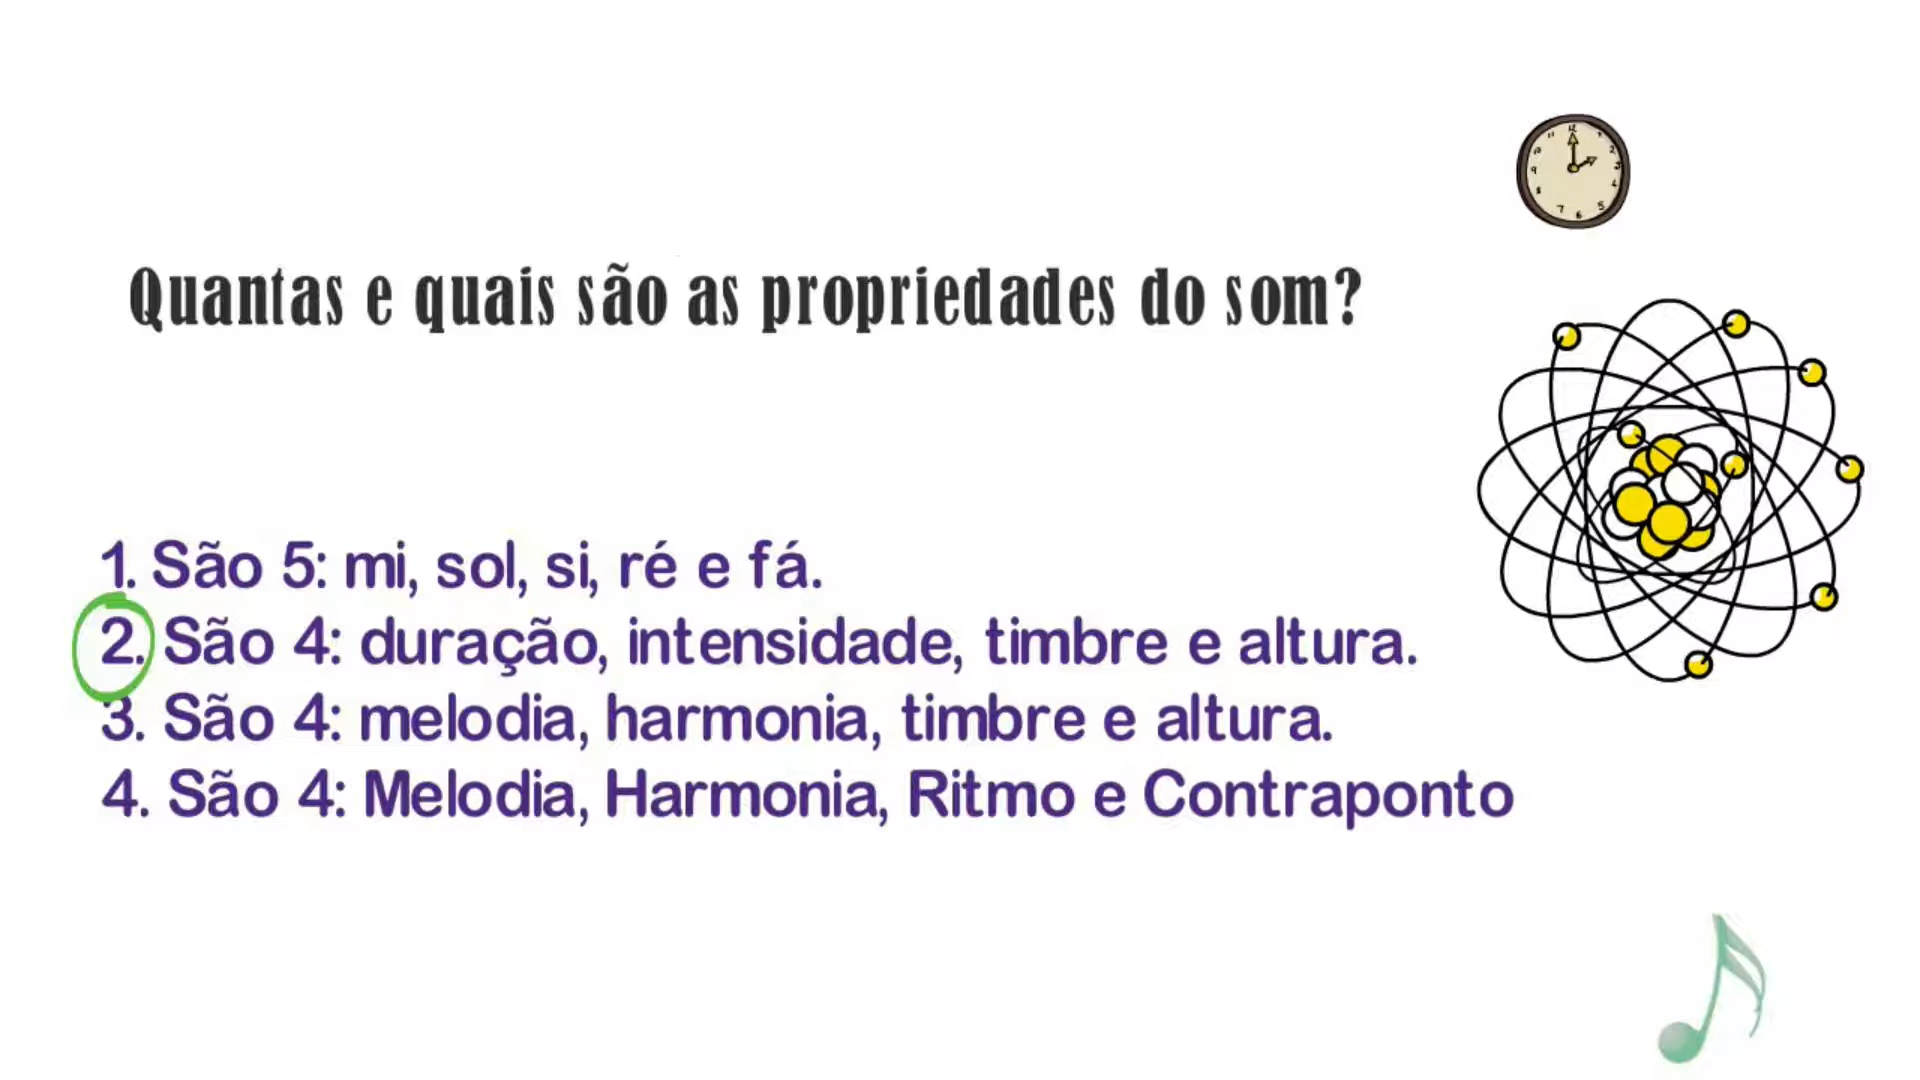 Quantas e quais são as propriedades do som?
1. São 5: mi, sol, si, ré e fá.
2. São 4: duração, intensidade, timbre e altura.
3. São 4: melodia, harmonia, timbre e altura.
4. São 4: Melodia, Harmonia, Ritmo e Contraponto